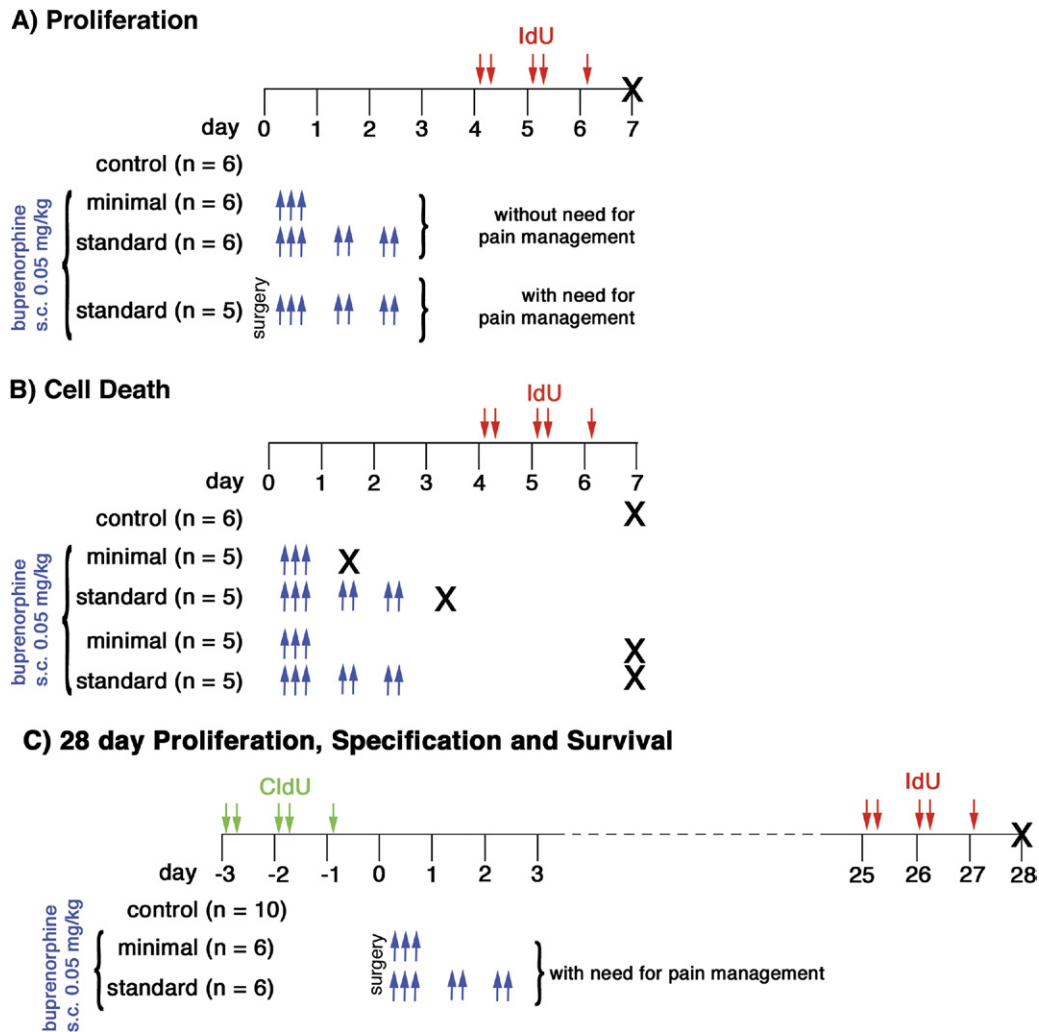 A) Proliferation
IdU
day 0 1 2 3 4 5 6 7
X
control (n = 6)
buprenorphine
s.c. 0.05 mg/kg
minimal (n = 6)
standard (n = 6)
without need for
pain management
standard (n = 5)
surgery
with need for
pain management
B) Cell Death
IdU
day 0 1 2 3 4 5 6 7
control (n = 6) X
buprenorphine
s.c. 0.05 mg/kg
minimal (n = 5) X
standard (n = 5) X
minimal (n = 5) X
standard (n = 5) X
C) 28 day Proliferation, Specification and Survival
CldU
IdU
X
day -3 -2 -1 0 1 2 3 25 26 27 28
control (n = 10)
buprenorphine
s.c. 0.05 mg/kg
minimal (n = 6)
standard (n = 6)
surgery
with need for pain management